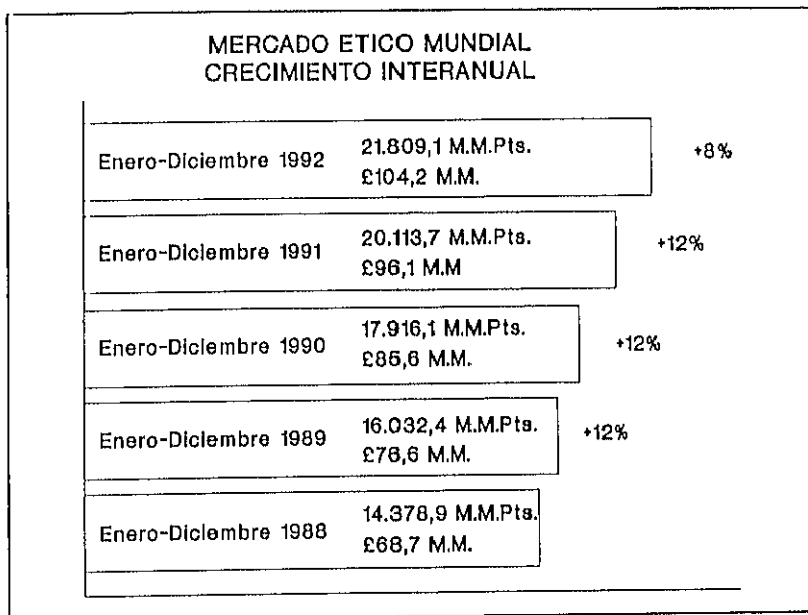 MERCADO ETICO MUNDIAL
CRECIMIENTO INTERANUAL
Enero-Diciembre 1992 21.809,1 M.M.Pts. +8%
£104,2 M.M.
Enero-Diciembre 1991 20.113,7 M.M.Pts. +12%
£96,1 M.M
Enero-Diciembre 1990 17.916,1 M.M.Pts. +12%
£85,6 M.M.
Enero-Diciembre 1989 16.032,4 M.M.Pts. +12%
£76,6 M.M.
Enero-Diciembre 1988 14.378,9 M.M.Pts.
£68,7 M.M.